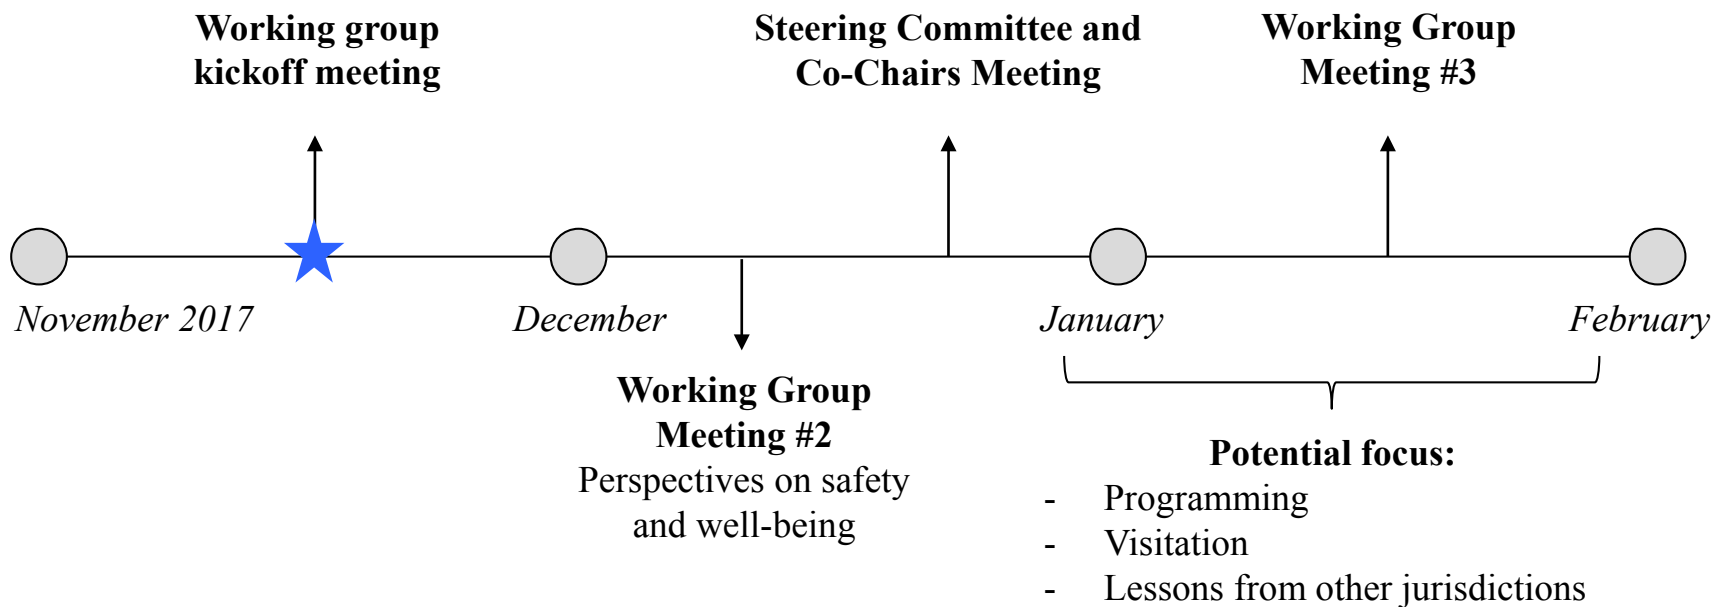 Working group
kickoff meeting
Steering Committee and
Co-Chairs Meeting
Working Group
Meeting #3
November 2017
December
January
February
Working Group
Meeting #2
Perspectives on safety
and well-being
Potential focus:
- Programming
- Visitation
- Lessons from other jurisdictions